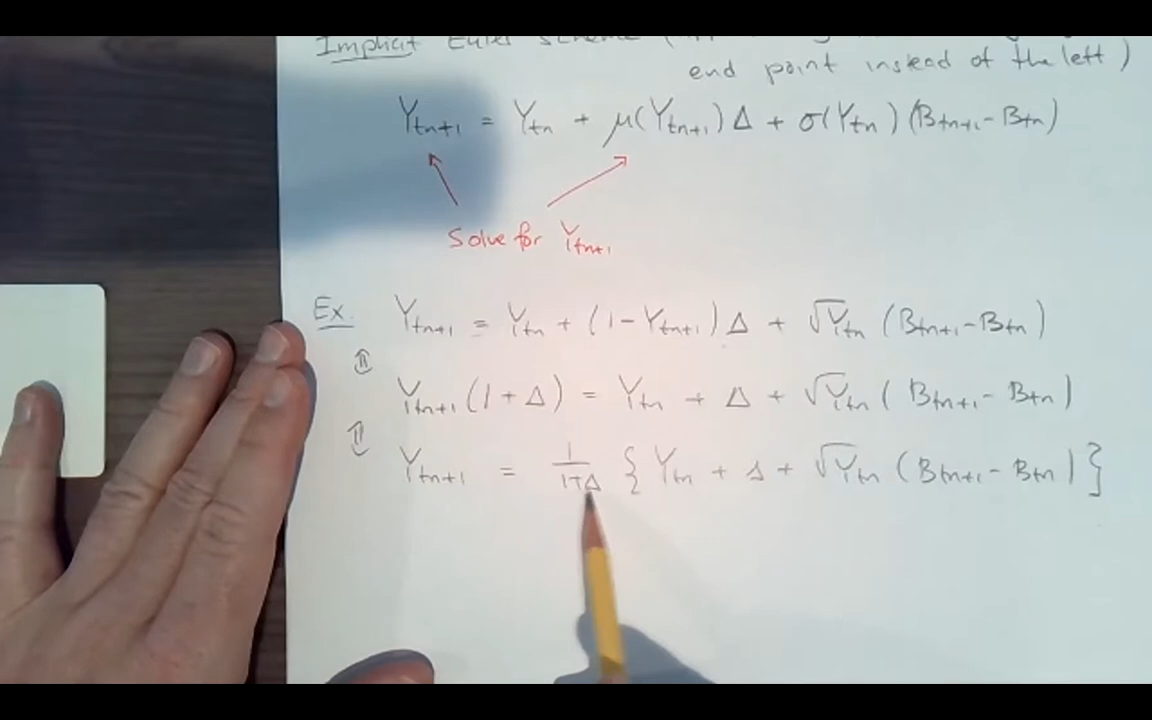 Implicit Euler Scheme (
end point instead of the left )
Y_{tn+1} = Y_{tn} + μ(Y_{tn+1}) Δ + σ(Y_{tn}) (B_{tn+1} - B_{tn})
Solve for Y_{tn+1}
Ex. Y_{tn+1} = Y_{tn} + (1 - Y_{tn+1}) Δ + √Y_{tn} (B_{tn+1} - B_{tn})
⇕
Y_{tn+1} (1 + Δ) = Y_{tn} + Δ + √Y_{tn} (B_{tn+1} - B_{tn})
⇕
Y_{tn+1} = 1/(1+Δ) { Y_{tn} + Δ + √Y_{tn} (B_{tn+1} - B_{tn}) }